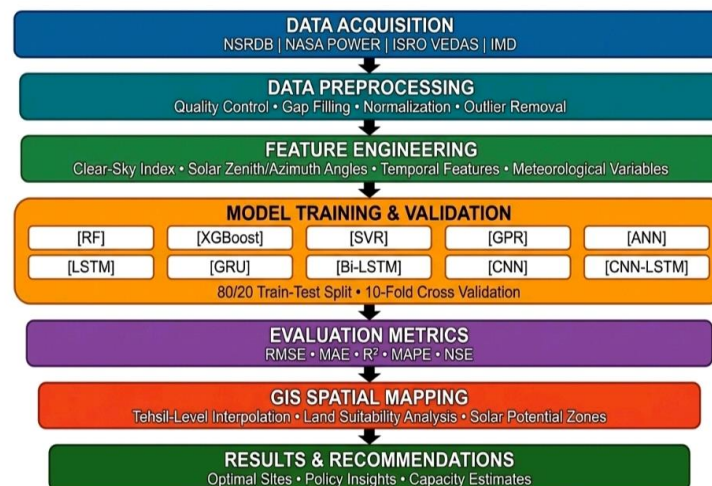 DATA ACQUISITION
NSRDB | NASA POWER | ISRO VEDAS | IMD
DATA PREPROCESSING
Quality Control • Gap Filling • Normalization • Outlier Removal
FEATURE ENGINEERING
Clear-Sky Index • Solar Zenith/Azimuth Angles • Temporal Features • Meteorological Variables
MODEL TRAINING & VALIDATION
[RF] [XGBoost] [SVR] [GPR] [ANN]
[LSTM] [GRU] [Bi-LSTM] [CNN] [CNN-LSTM]
80/20 Train-Test Split • 10-Fold Cross Validation
EVALUATION METRICS
RMSE • MAE • R² • MAPE • NSE
GIS SPATIAL MAPPING
Tehsil-Level Interpolation • Land Suitability Analysis • Solar Potential Zones
RESULTS & RECOMMENDATIONS
Optimal Sites • Policy Insights • Capacity Estimates